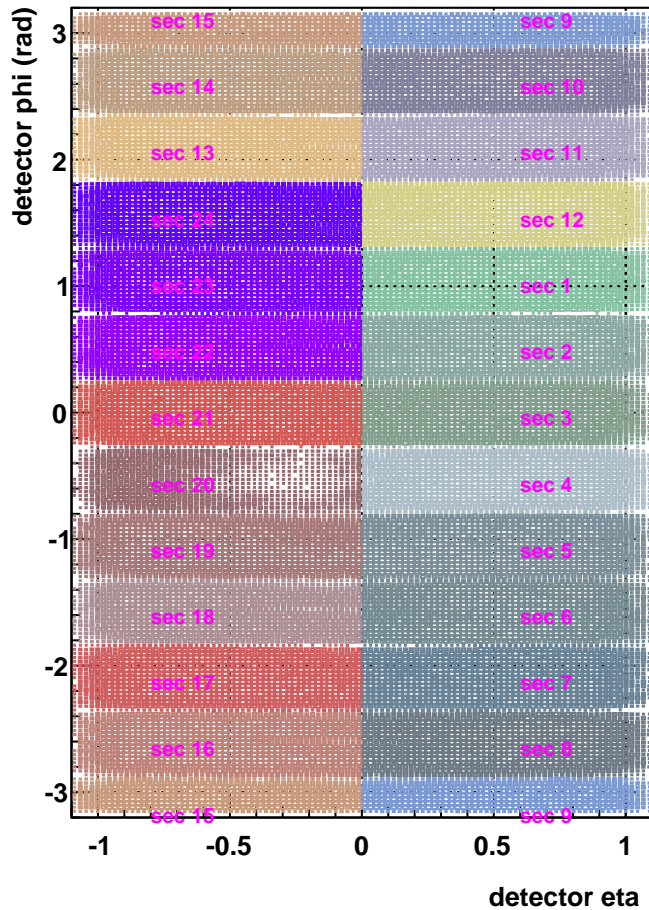 detector phi (rad)
3
2
1
0
-1
-2
-3
sec 15 sec 9
sec 14 sec 10
sec 13 sec 11
sec 24 sec 12
sec 23 sec 1
sec 22 sec 2
sec 21 sec 3
sec 20 sec 4
sec 19 sec 5
sec 18 sec 6
sec 17 sec 7
sec 16 sec 8
sec 15 sec 9
-1 -0.5 0 0.5 1
detector eta